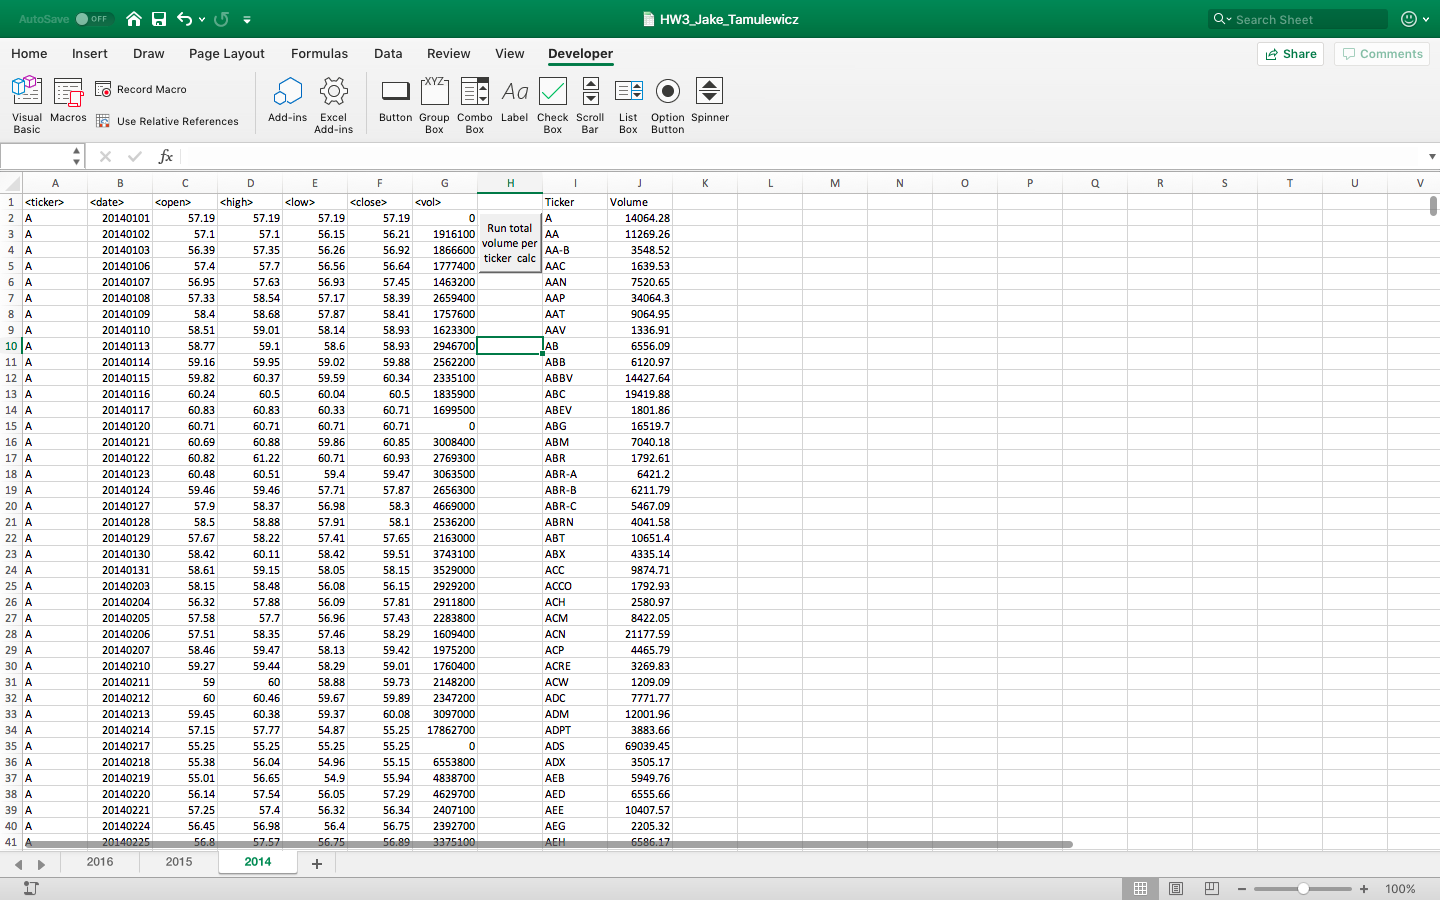 AutoSave OFF HW3_Jake_Tamulewicz Search Sheet
Home Insert Draw Page Layout Formulas Data Review View Developer Share Comments
Visual Basic Macros Record Macro Use Relative References Add-ins Excel Add-ins Button Group Box Combo Box Label Check Box Scroll Bar List Box Option Button Spinner
XYZ Aa
fx
A B C D E F G H I J K L M N O P Q R S T U V
1 <ticker> <date> <open> <high> <low> <close> <vol> Ticker Volume
2 A 20140101 57.19 57.19 57.19 57.19 0 A 14064.28
Run total volume per ticker calc
3 A 20140102 57.1 57.1 56.15 56.21 1916100 AA 11269.26
4 A 20140103 56.39 57.35 56.26 56.92 1866600 AA-B 3548.52
5 A 20140106 57.4 57.7 56.56 56.64 1777400 AAC 1639.53
6 A 20140107 56.95 57.63 56.93 57.45 1463200 AAN 7520.65
7 A 20140108 57.33 58.54 57.17 58.39 2659400 AAP 34064.3
8 A 20140109 58.4 58.68 57.87 58.41 1757600 AAT 9064.95
9 A 20140110 58.51 59.01 58.14 58.93 1623300 AAV 1336.91
10 A 20140113 58.77 59.1 58.6 58.93 2946700 AB 6556.09
11 A 20140114 59.16 59.95 59.02 59.88 2562200 ABB 6120.97
12 A 20140115 59.82 60.37 59.59 60.34 2335100 ABBV 14427.64
13 A 20140116 60.24 60.5 60.04 60.5 1835900 ABC 19419.88
14 A 20140117 60.83 60.83 60.33 60.71 1699500 ABEV 1801.86
15 A 20140120 60.71 60.71 60.71 60.71 0 ABG 16519.7
16 A 20140121 60.69 60.88 59.86 60.85 3008400 ABM 7040.18
17 A 20140122 60.82 61.22 60.71 60.93 2769300 ABR 1792.61
18 A 20140123 60.48 60.51 59.4 59.47 3063500 ABR-A 6421.2
19 A 20140124 59.46 59.46 57.71 57.87 2656300 ABR-B 6211.79
20 A 20140127 57.9 58.37 56.98 58.3 4669000 ABR-C 5467.09
21 A 20140128 58.5 58.88 57.91 58.1 2536200 ABRN 4041.58
22 A 20140129 57.67 58.22 57.41 57.65 2163000 ABT 10651.4
23 A 20140130 58.42 60.11 58.42 59.51 3743100 ABX 4335.14
24 A 20140131 58.61 59.15 58.05 58.15 3529000 ACC 9874.71
25 A 20140203 58.15 58.48 56.08 56.15 2929200 ACCO 1792.93
26 A 20140204 56.32 57.88 56.09 57.81 2911800 ACH 2580.97
27 A 20140205 57.58 57.7 56.96 57.43 2283800 ACM 8422.05
28 A 20140206 57.51 58.35 57.46 58.29 1609400 ACN 21177.59
29 A 20140207 58.46 59.47 58.13 59.42 1975200 ACP 4465.79
30 A 20140210 59.27 59.44 58.29 59.01 1760400 ACRE 3269.83
31 A 20140211 59 60 58.88 59.73 2148200 ACW 1209.09
32 A 20140212 60 60.46 59.67 59.89 2347200 ADC 7771.77
33 A 20140213 59.45 60.38 59.37 60.08 3097000 ADM 12001.96
34 A 20140214 57.15 57.77 54.87 55.25 17862700 ADPT 3883.66
35 A 20140217 55.25 55.25 55.25 55.25 0 ADS 69039.45
36 A 20140218 55.38 56.04 54.96 55.15 6553800 ADX 3505.17
37 A 20140219 55.01 56.65 54.9 55.94 4838700 AEB 5949.76
38 A 20140220 56.14 57.54 56.05 57.29 4629700 AED 6555.66
39 A 20140221 57.25 57.4 56.32 56.34 2407100 AEE 10407.57
40 A 20140224 56.45 56.98 56.4 56.75 2392700 AEG 2205.32
41 A 20140225 56.8 57.57 56.75 56.89 3375100 AEH 6586.17
2016 2015 2014 +
100%